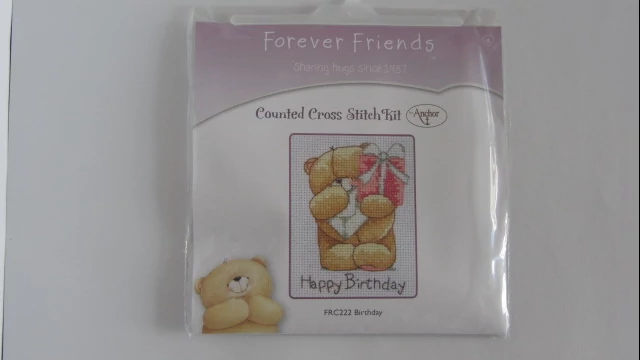 Forever Friends
Sharing hugs since 1987
Counted Cross Stitch Kit
Anchor
Happy Birthday
FRC222 Birthday